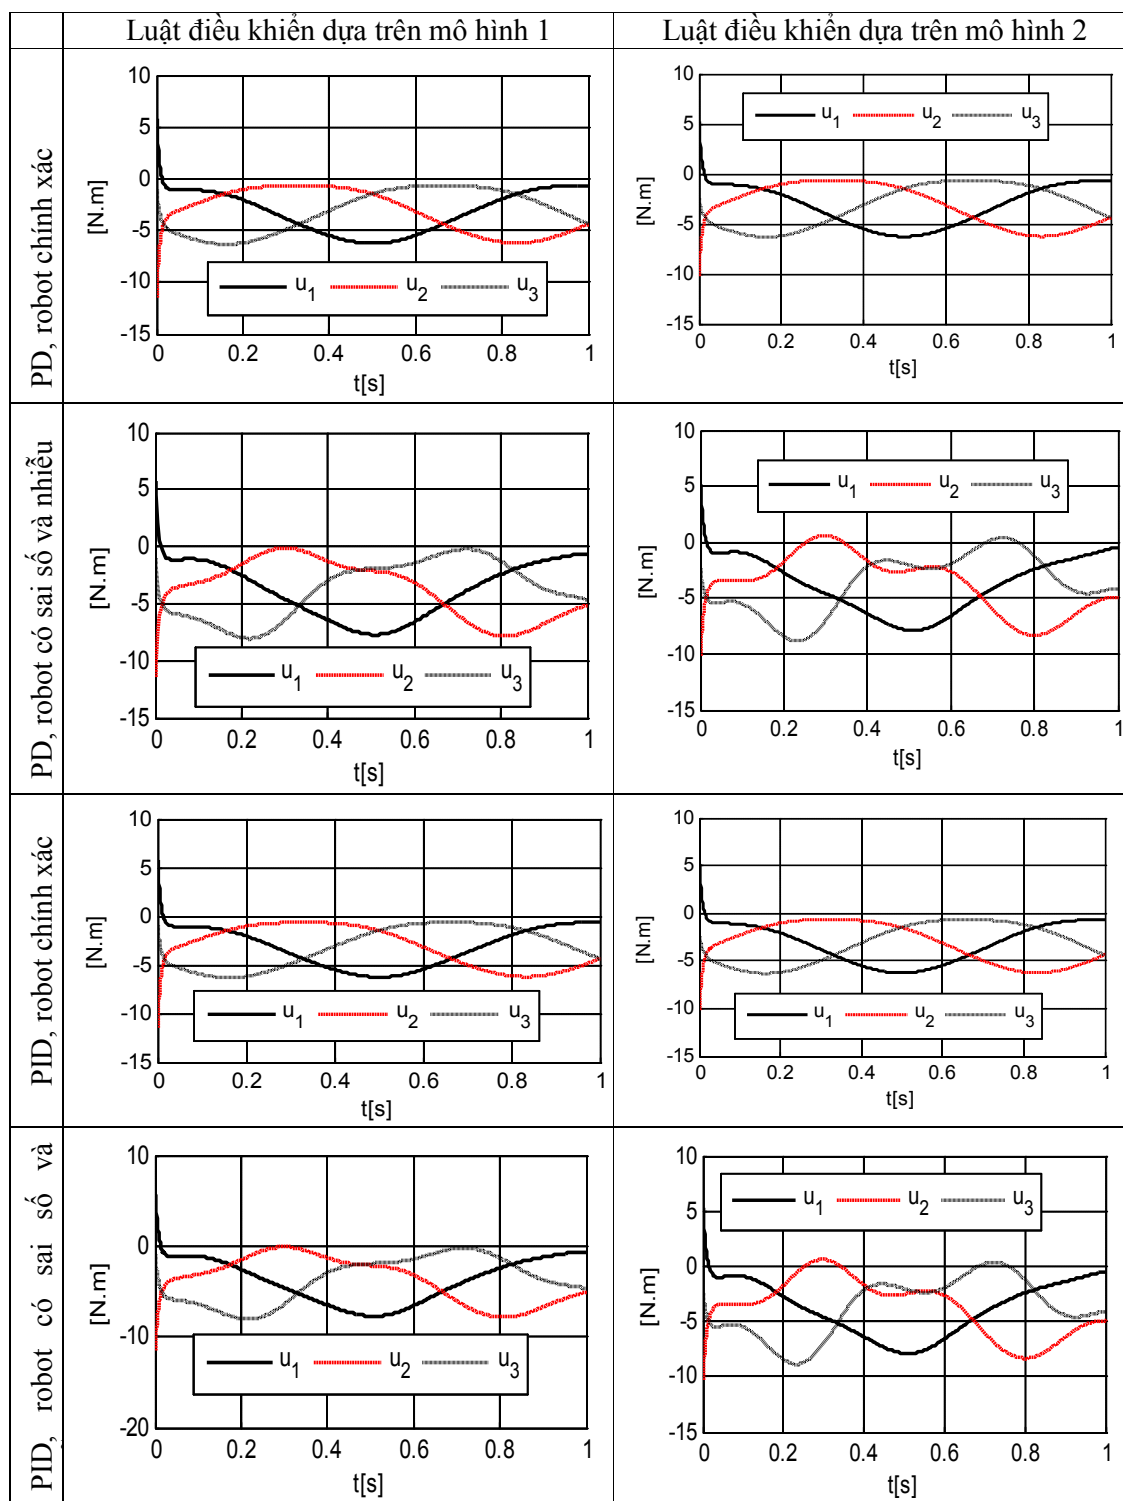 Luật điều khiển dựa trên mô hình 1
Luật điều khiển dựa trên mô hình 2
PD, robot chính xác
10
5
0
-5
-10
-15
[N.m]
u1 u2 u3
0 0.2 0.4 0.6 0.8 1
t[s]
10
5
0
-5
-10
-15
[N.m]
u1 u2 u3
0 0.2 0.4 0.6 0.8 1
t[s]
PD, robot có sai số và nhiễu
10
5
0
-5
-10
-15
[N.m]
u1 u2 u3
0 0.2 0.4 0.6 0.8 1
t[s]
10
5
0
-5
-10
-15
[N.m]
u1 u2 u3
0 0.2 0.4 0.6 0.8 1
t[s]
PID, robot chính xác
10
5
0
-5
-10
-15
[N.m]
u1 u2 u3
0 0.2 0.4 0.6 0.8 1
t[s]
10
5
0
-5
-10
-15
[N.m]
u1 u2 u3
0 0.2 0.4 0.6 0.8 1
t[s]
PID, robot có sai số và
10
5
0
-5
-10
-20
[N.m]
u1 u2 u3
0 0.2 0.4 0.6 0.8 1
t[s]
10
5
0
-5
-10
-15
[N.m]
u1 u2 u3
0 0.2 0.4 0.6 0.8 1
t[s]